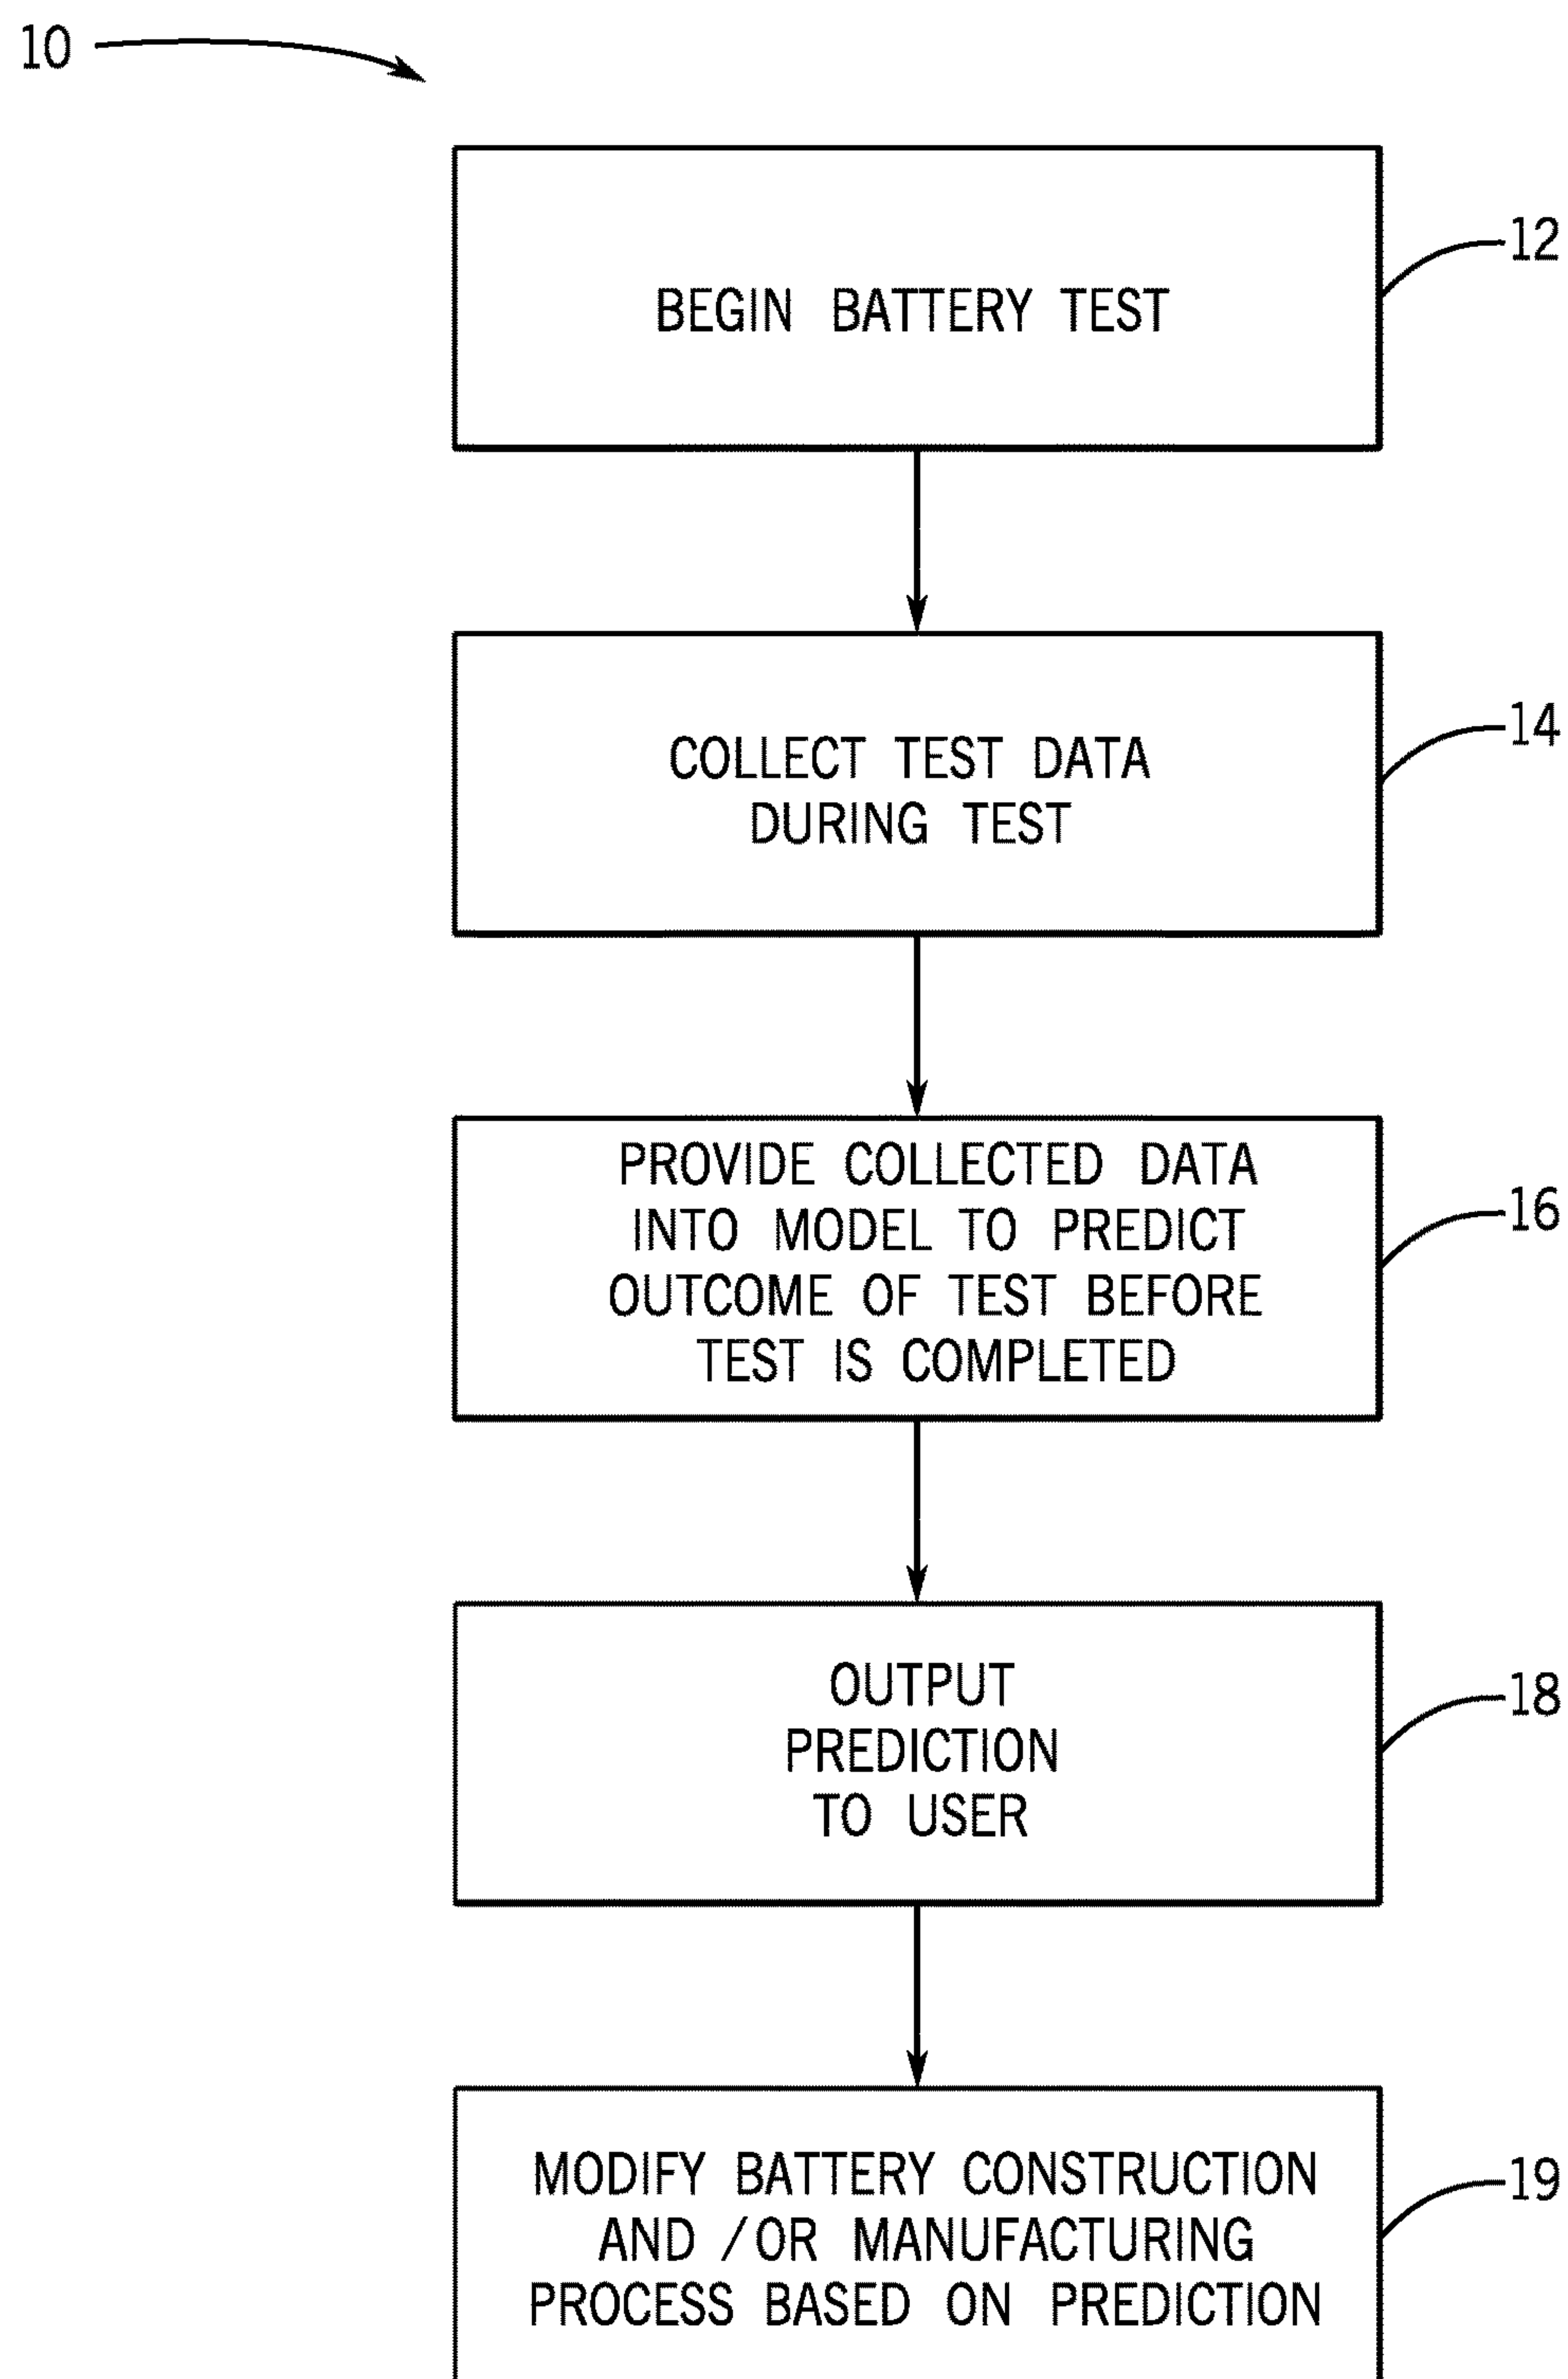 10
BEGIN BATTERY TEST
12
COLLECT TEST DATA
DURING TEST
14
PROVIDE COLLECTED DATA
INTO MODEL TO PREDICT
OUTCOME OF TEST BEFORE
TEST IS COMPLETED
16
OUTPUT
PREDICTION
TO USER
18
MODIFY BATTERY CONSTRUCTION
AND /OR MANUFACTURING
PROCESS BASED ON PREDICTION
19